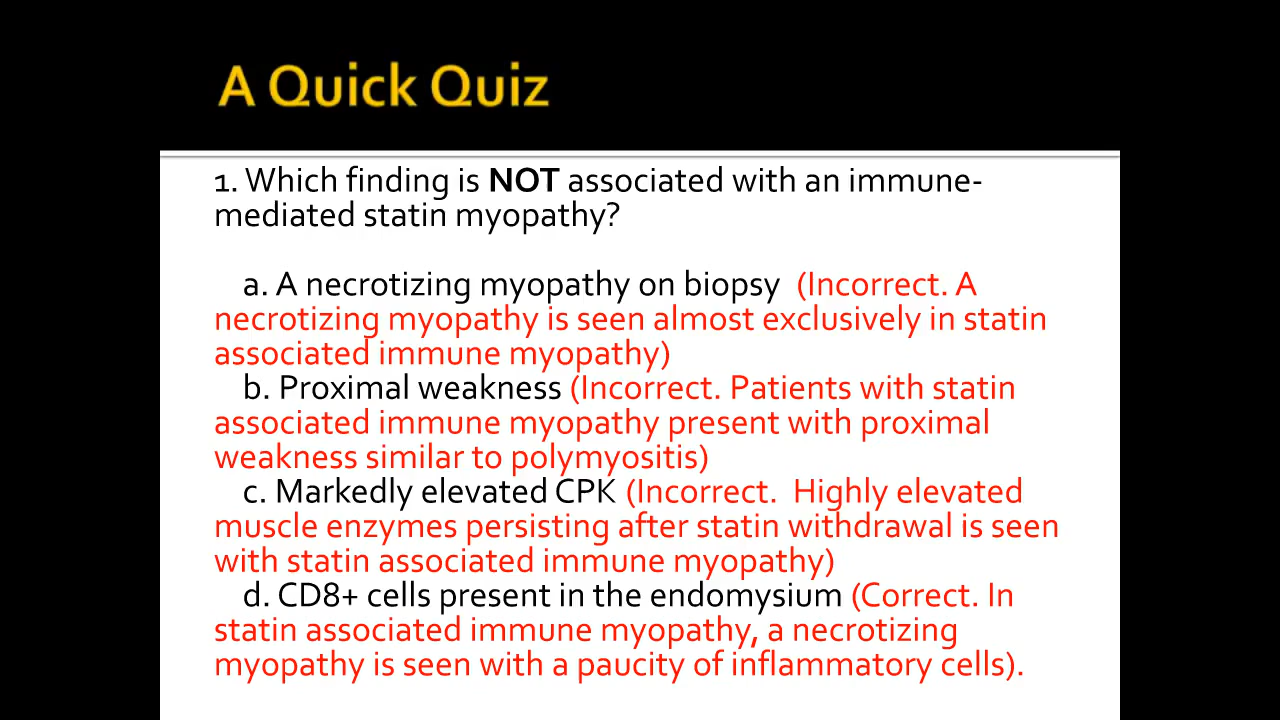 A Quick Quiz
1. Which finding is NOT associated with an immune-
mediated statin myopathy?
a. A necrotizing myopathy on biopsy (Incorrect. A
necrotizing myopathy is seen almost exclusively in statin
associated immune myopathy)
b. Proximal weakness (Incorrect. Patients with statin
associated immune myopathy present with proximal
weakness similar to polymyositis)
c. Markedly elevated CPK (Incorrect. Highly elevated
muscle enzymes persisting after statin withdrawal is seen
with statin associated immune myopathy)
d. CD8+ cells present in the endomysium (Correct. In
statin associated immune myopathy, a necrotizing
myopathy is seen with a paucity of inflammatory cells).